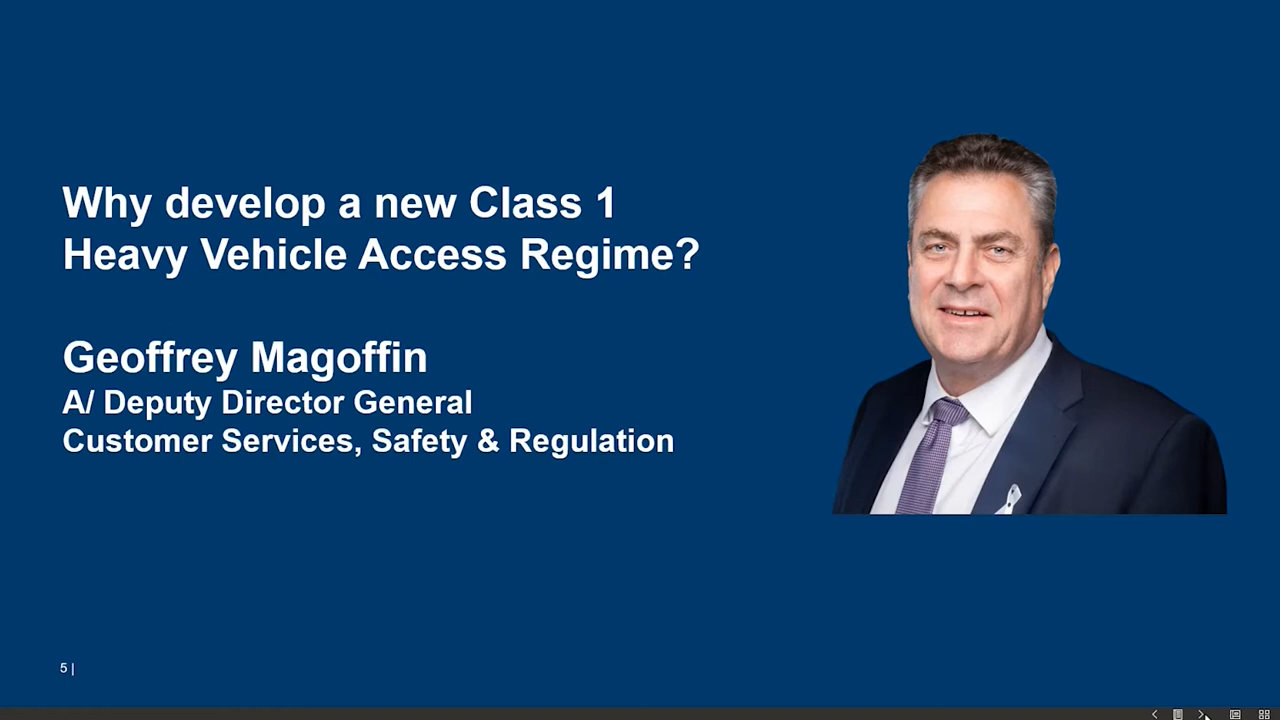 Why develop a new Class 1
Heavy Vehicle Access Regime?
Geoffrey Magoffin
A/ Deputy Director General
Customer Services, Safety & Regulation
5 |